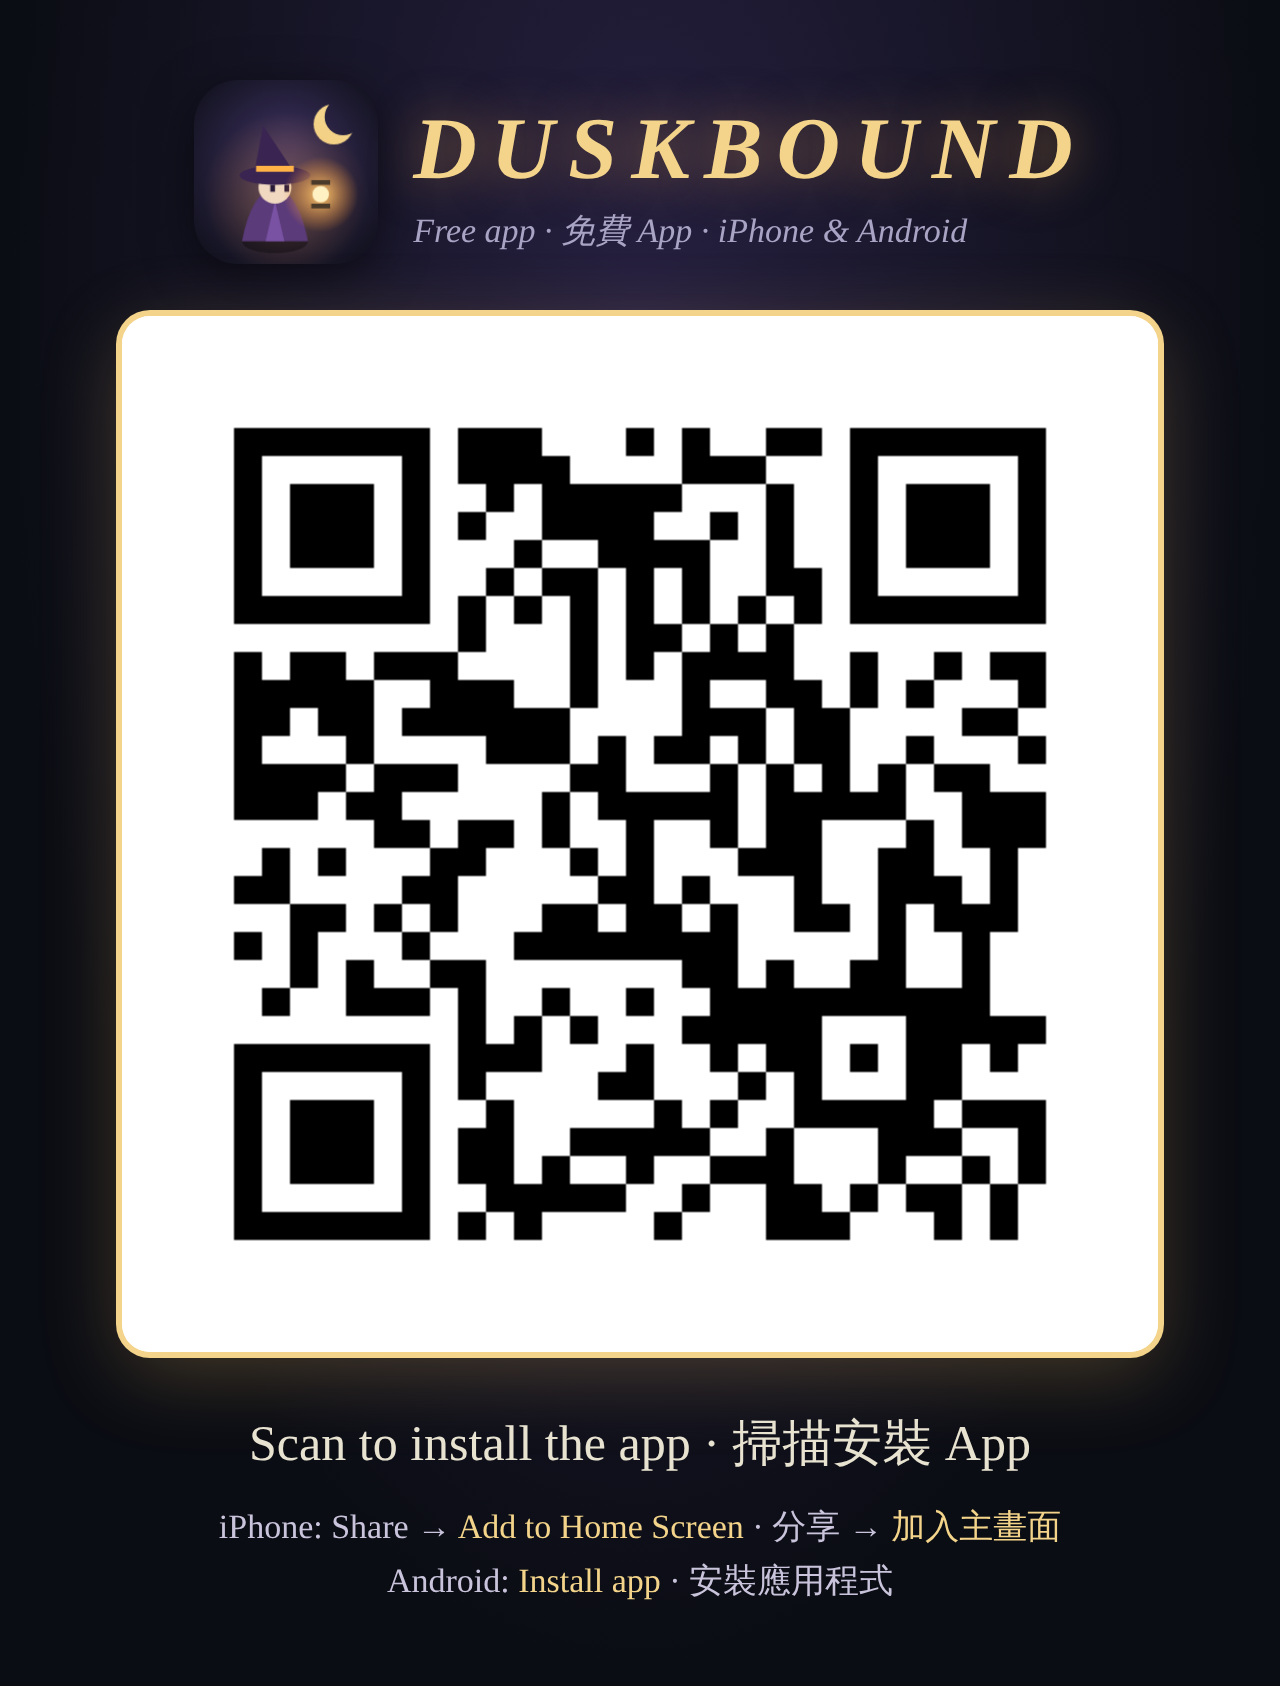 DUSKBOUND
Free app · 免費 App · iPhone & Android
Scan to install the app · 掃描安裝 App
iPhone: Share → Add to Home Screen · 分享 → 加入主畫面
Android: Install app · 安裝應用程式